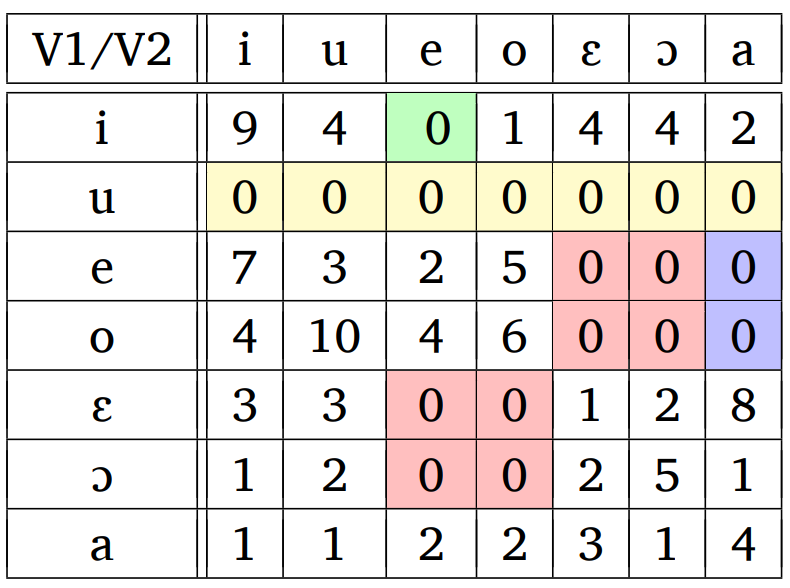 V1/V2 i u e o ɛ ɔ a
i 9 4 0 1 4 4 2
u 0 0 0 0 0 0 0
e 7 3 2 5 0 0 0
o 4 10 4 6 0 0 0
ɛ 3 3 0 0 1 2 8
ɔ 1 2 0 0 2 5 1
a 1 1 2 2 3 1 4